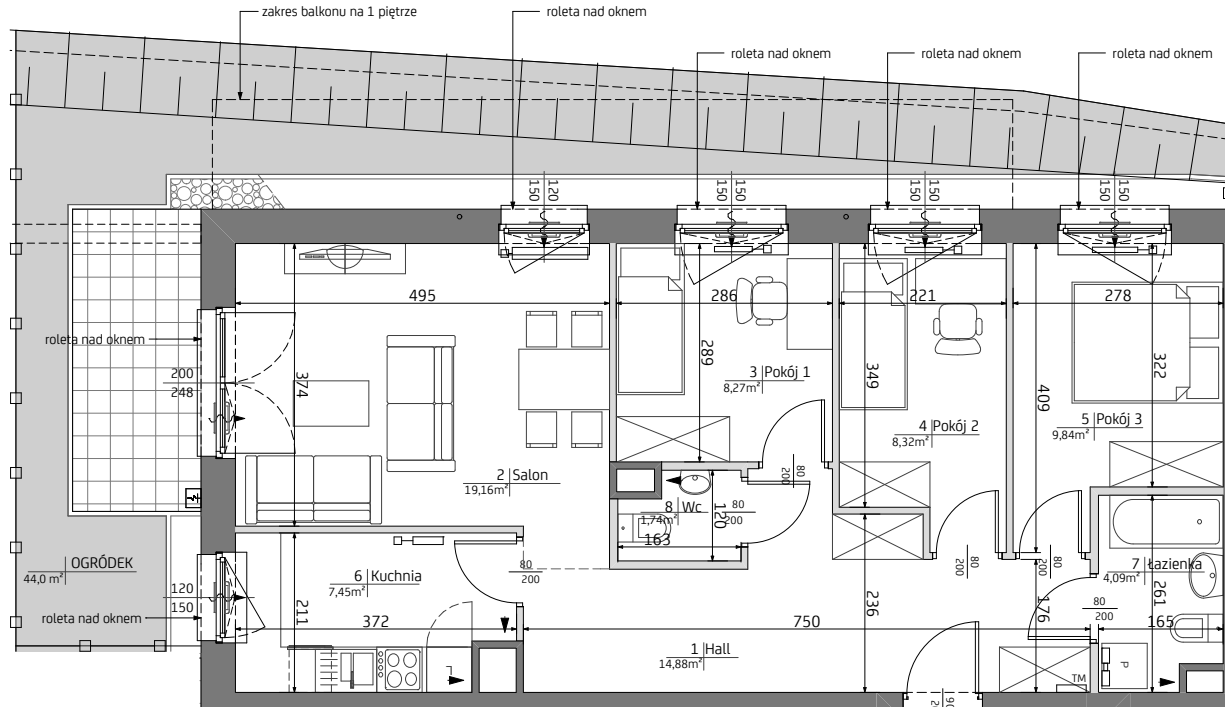 zakres balkonu na 1 piętrze
roleta nad oknem
roleta nad oknem
roleta nad oknem
roleta nad oknem
150
120
150
150
150
150
150
150
495
286
221
278
roleta nad oknem
200
248
374
289
349
409
322
3 Pokój 1
8,27m²
4 Pokój 2
8,32m²
5 Pokój 3
9,84m²
2 Salon
19,16m²
80
200
8 Wc
1,74m²
80
200
120
163
OGRÓDEK
44,0 m²
120
150
roleta nad oknem
6 Kuchnia
7,45m²
211
372
80
200
236
750
80
200
80
200
176
7 Łazienka
4,09m²
80
200
261
165
1 Hall
14,88m²
TM
P
L